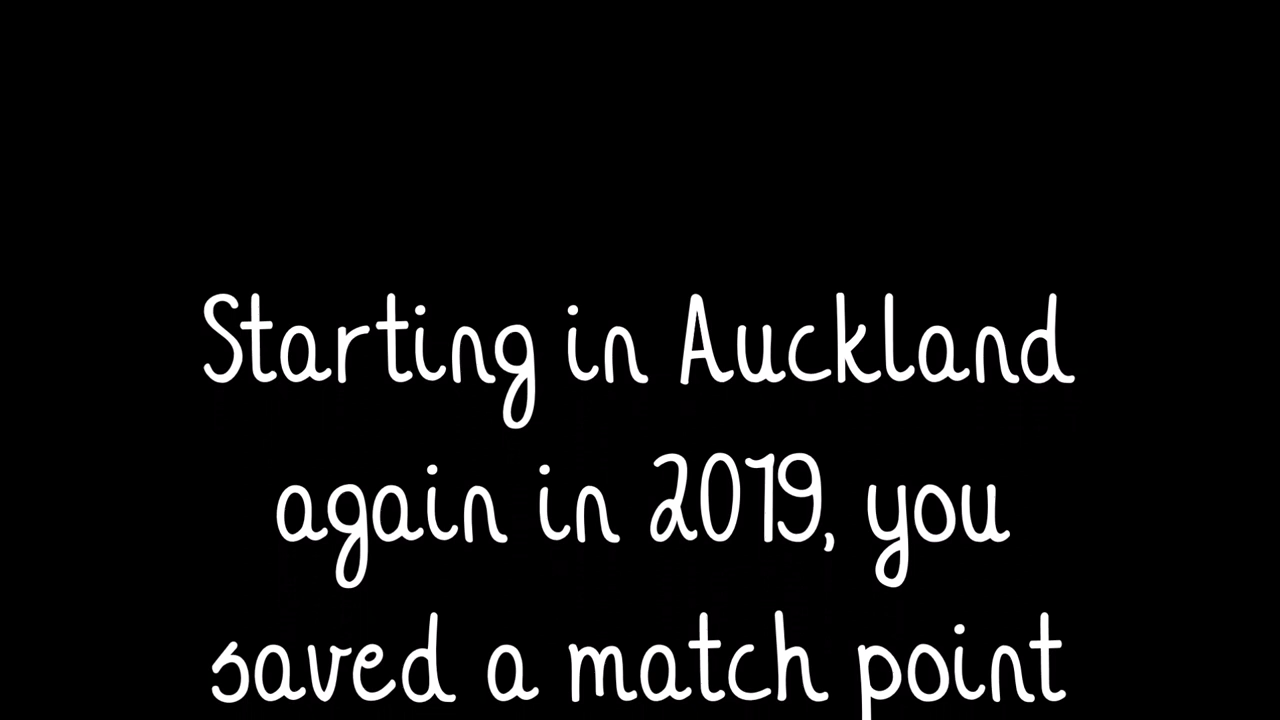 Starting in Auckland
again in 2019, you
saved a match point